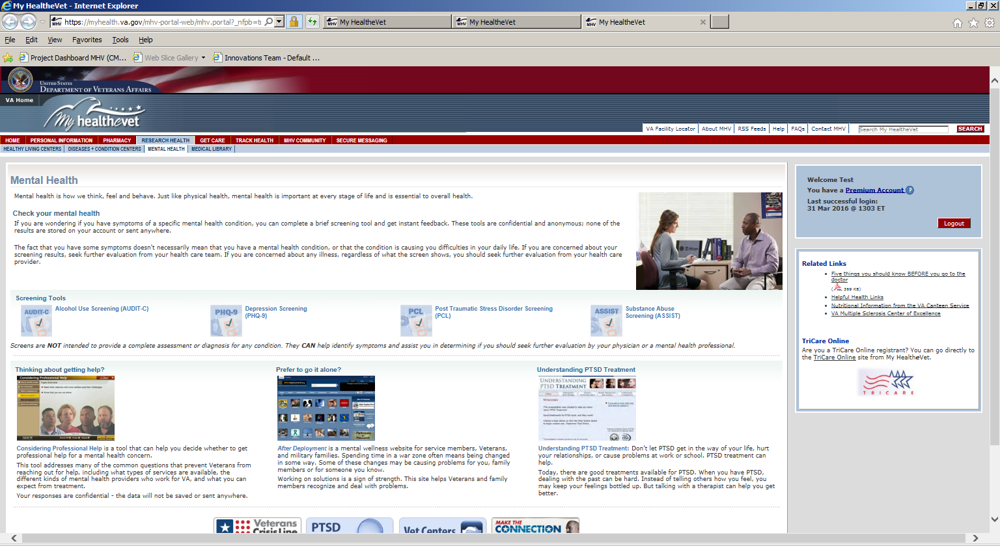 My HealtheVet - Internet Explorer
https://myhealth.va.gov/mhv-portal-web/mhv.portal?_nfpb=t
My HealtheVet
My HealtheVet
My HealtheVet
File Edit View Favorites Tools Help
Project Dashboard MHV (CM... Web Slice Gallery Innovations Team - Default ...
UNITED STATES
DEPARTMENT OF VETERANS AFFAIRS
VA Home
My healthevet
VA Facility Locator About MHV RSS Feeds Help FAQs Contact MHV Search My HealtheVet SEARCH
HOME PERSONAL INFORMATION PHARMACY RESEARCH HEALTH GET CARE TRACK HEALTH MHV COMMUNITY SECURE MESSAGING
HEALTHY LIVING CENTERS DISEASES + CONDITION CENTERS MENTAL HEALTH MEDICAL LIBRARY
Mental Health
Mental health is how we think, feel and behave. Just like physical health, mental health is important at every stage of life and is essential to overall health.
Check your mental health
If you are wondering if you have symptoms of a specific mental health condition, you can complete a brief screening tool and get instant feedback. These tools are confidential and anonymous; none of the
results are stored on your account or sent anywhere.
The fact that you have some symptoms doesn't necessarily mean that you have a mental health condition, or that the condition is causing you difficulties in your daily life. If you are concerned about your
screening results, seek further evaluation from your health care team. If you are concerned about any illness, regardless of what the screen shows, you should seek further evaluation from your health care
provider.
Screening Tools
AUDIT-C
Alcohol Use Screening (AUDIT-C)
PHQ-9
Depression Screening
(PHQ-9)
PCL
Post Traumatic Stress Disorder Screening
(PCL)
ASSIST
Substance Abuse
Screening (ASSIST)
Screens are NOT intended to provide a complete assessment or diagnosis for any condition. They CAN help identify symptoms and assist you in determining if you should seek further evaluation by your physician or a mental health professional.
Thinking about getting help?
Considering Professional Help
Considering Professional Help is a tool that can help you decide whether to get
professional help for a mental health concern.
This tool addresses many of the common questions that prevent Veterans from
reaching out for help, including what types of services are available, the
different kinds of mental health providers who work for VA, and what you can
expect from treatment.
Your responses are confidential - the data will not be saved or sent anywhere.
Prefer to go it alone?
After Deployment is a mental wellness website for service members, Veterans,
and military families. Spending time in a war zone often means being changed
in some way. Some of these changes may be causing problems for you, family
members or for someone you know.
Working on solutions is a sign of strength. This site helps Veterans and family
members recognize and deal with problems.
Understanding PTSD Treatment
UNDERSTANDING
PTSD TREATMENT
WELCOME
Understanding PTSD Treatment: Don't let PTSD get in the way of your life, hurt
your relationships, or cause problems at work or school. PTSD treatment can
help.
Today, there are good treatments available for PTSD. When you have PTSD,
dealing with the past can be hard. Instead of telling others how you feel, you
may keep your feelings bottled up. But talking with a therapist can help you get
better.
Veterans
Crisis Line
PTSD
Vet Centers
MAKE THE
CONNECTION
Welcome Test
You have a Premium Account P
Last successful login:
31 Mar 2016 @ 1303 ET
Logout
Related Links
Five things you should know BEFORE you go to the
doctor
(369 KB)
Helpful Health Links
Nutritional Information from the VA Canteen Service
VA Multiple Sclerosis Center of Excellence
TriCare Online
Are you a TriCare Online registrant? You can go directly to
the TriCare Online site from My HealtheVet.
TRICARE